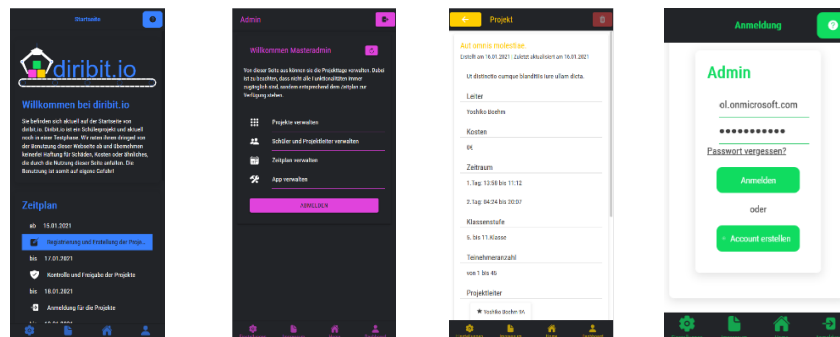 Startseite
diribit.io
Willkommen bei diribit.io
Sie befinden sich aktuell auf der Startseite von
diribit.io. Diribit.io ist ein Schülerprojekt und aktuell
noch in einer Testphase. Wir raten Ihnen dringed von
der Benutzung dieser Webseite ab und übernehmen
keinerlei Haftung für Schäden, Kosten oder Ähnliches,
die durch die Nutzung dieser Seite anfallen. Die
Benutzung ist somit auf eigene Gefahr!
Zeitplan
ab 15.01.2021
Registrierung und Erstellung der Proje...
bis 17.01.2021
Kontrolle und Freigabe der Projekte
bis 18.01.2021
Anmeldung für die Projekte
Admin
Willkommen Masteradmin
Von dieser Seite aus können sie die Projekttage verwalten. Dabei
ist zu beachten, dass nicht alle Funktionalitäten immer
zugänglich sind, sondern entsprechend dem Zeitplan zur
Verfügung stehen.
Projekte verwalten
Schüler und Projektleiter verwalten
Zeitplan verwalten
App verwalten
ABMELDEN
Projekt
Aut omnis molestiae.
Erstellt am 16.01.2021 | Zuletzt aktualisiert am 16.01.2021
Ut distinctio cumque blanditiis iure ullam dicta.
Leiter
Yoshiko Boehm
Kosten
0€
Zeitraum
1.Tag: 13:58 bis 11:12
2.Tag: 04:24 bis 20:07
Klassenstufe
5. bis 11.Klasse
Teilnehmeranzahl
von 1 bis 46
Projektleiter
★ Yoshiko Boehm 9A
Anmeldung
Admin
ol.onmicrosoft.com
Passwort vergessen?
Anmelden
oder
Account erstellen